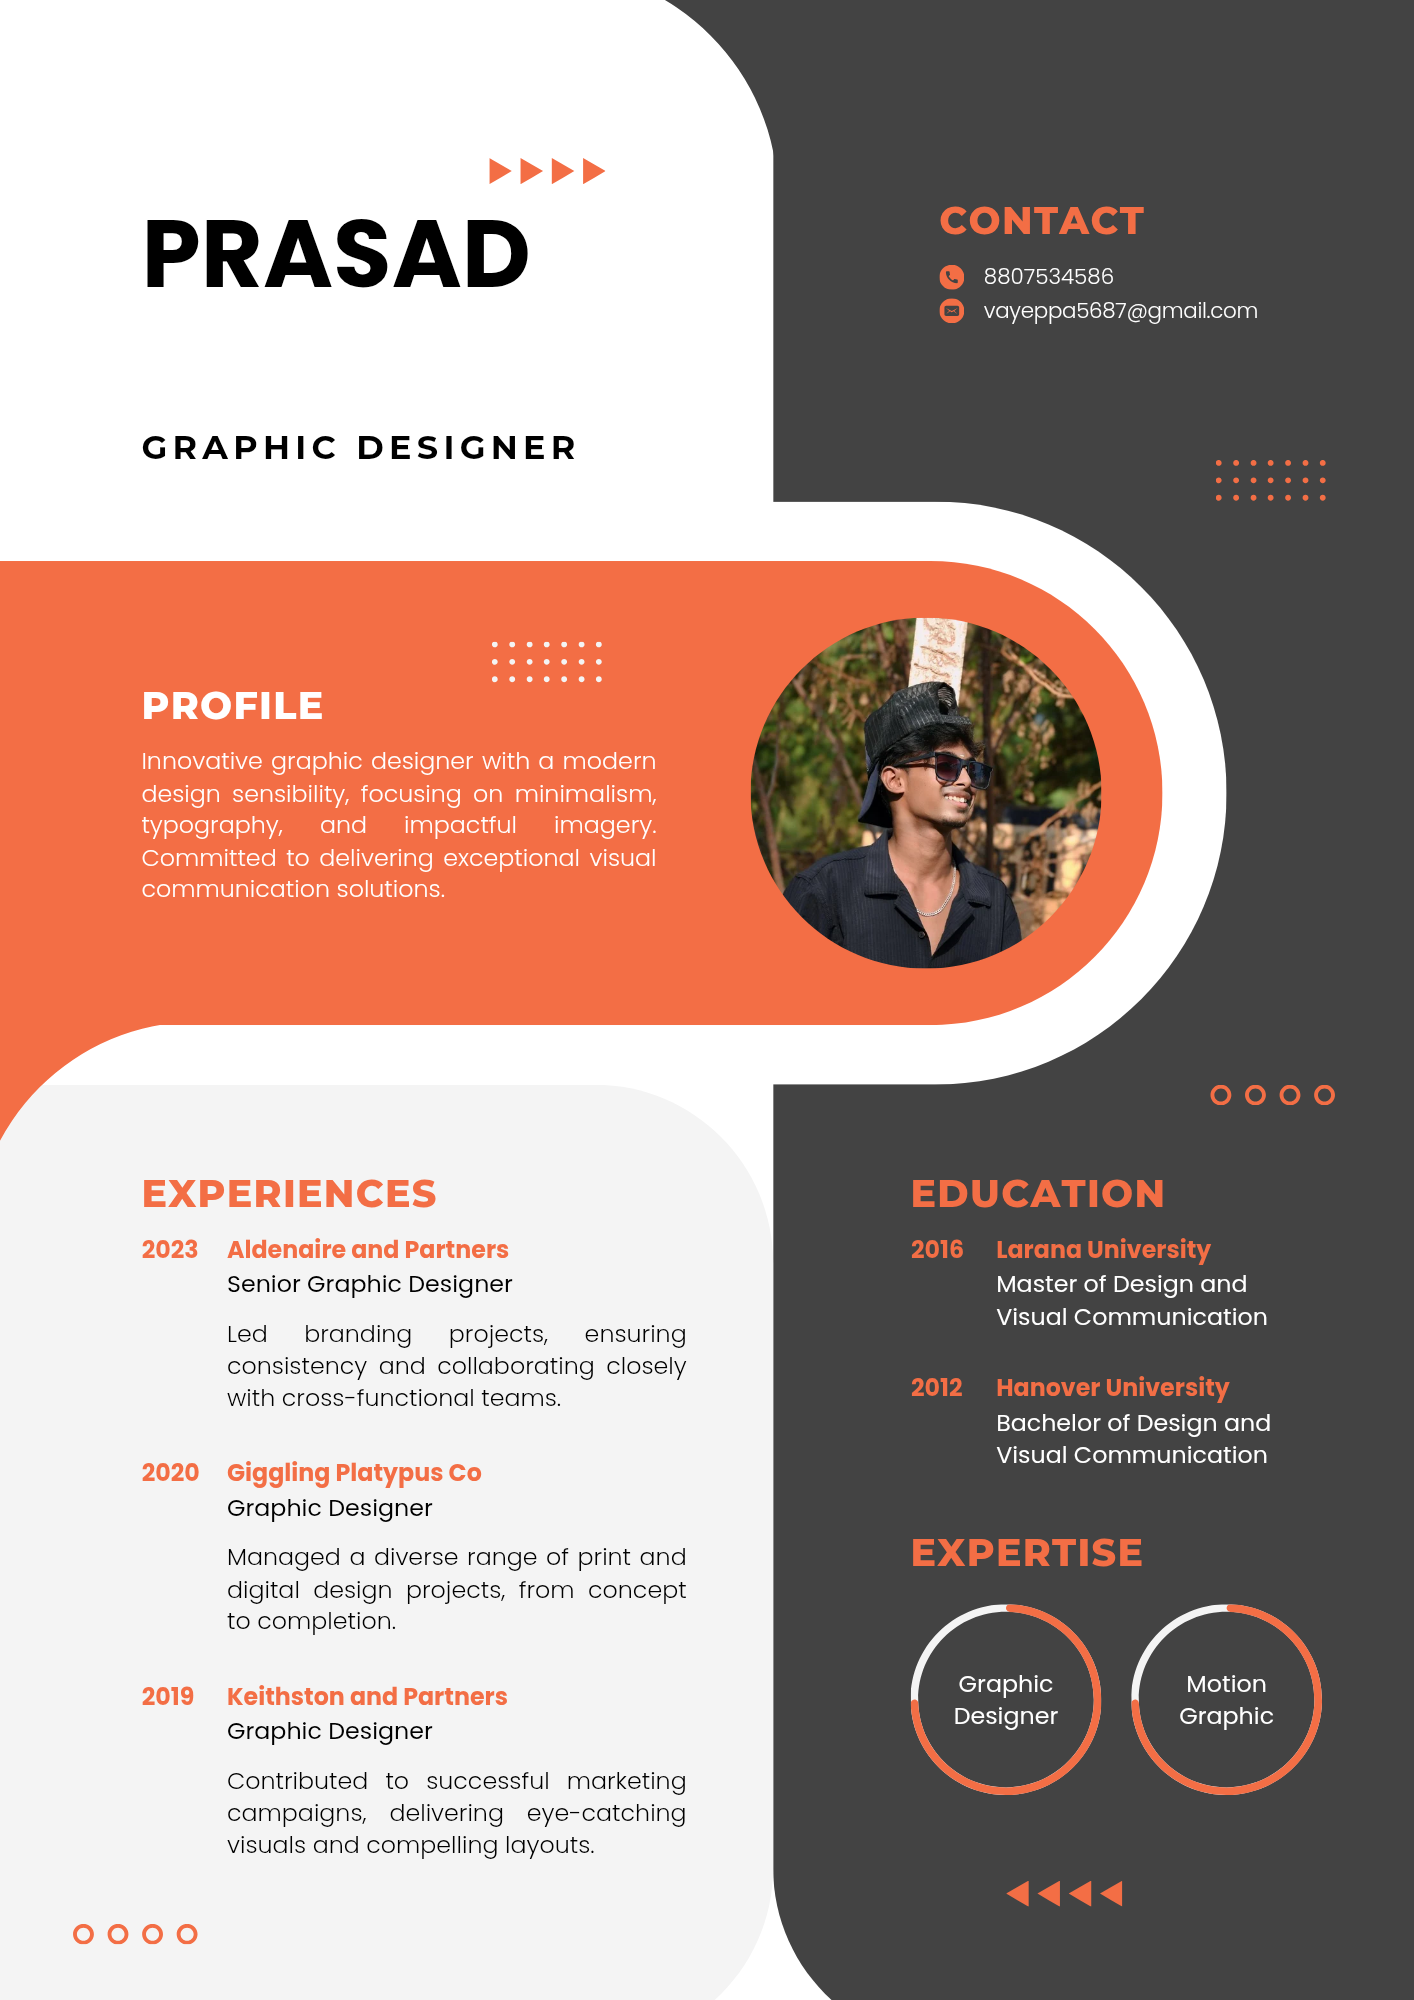 PRASAD
GRAPHIC DESIGNER
CONTACT
8807534586
vayeppa5687@gmail.com
PROFILE
Innovative graphic designer with a modern
design sensibility, focusing on minimalism,
typography, and impactful imagery.
Committed to delivering exceptional visual
communication solutions.
EXPERIENCES
2023 Aldenaire and Partners
Senior Graphic Designer
Led branding projects, ensuring
consistency and collaborating closely
with cross-functional teams.
2020 Giggling Platypus Co
Graphic Designer
Managed a diverse range of print and
digital design projects, from concept
to completion.
2019 Keithston and Partners
Graphic Designer
Contributed to successful marketing
campaigns, delivering eye-catching
visuals and compelling layouts.
EDUCATION
2016 Larana University
Master of Design and
Visual Communication
2012 Hanover University
Bachelor of Design and
Visual Communication
EXPERTISE
Graphic
Designer
Motion
Graphic